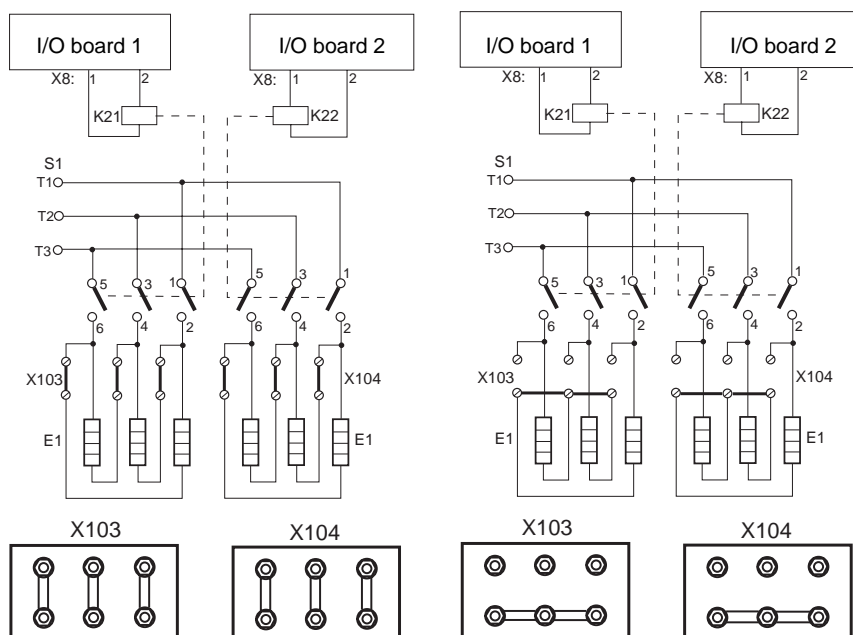 I/O board 1 I/O board 2 I/O board 1 I/O board 2
X8: 1 2 X8: 1 2 X8: 1 2 X8: 1 2
K21 K22 K21 K22
S1 S1
T1 T1
T2 T2
T3 T3
5 3 1 5 3 1 5 3 1 5 3 1
6 4 2 6 4 2 6 4 2 6 4 2
X103 X104 X103 X104
E1 E1 E1 E1
X103 X104 X103 X104